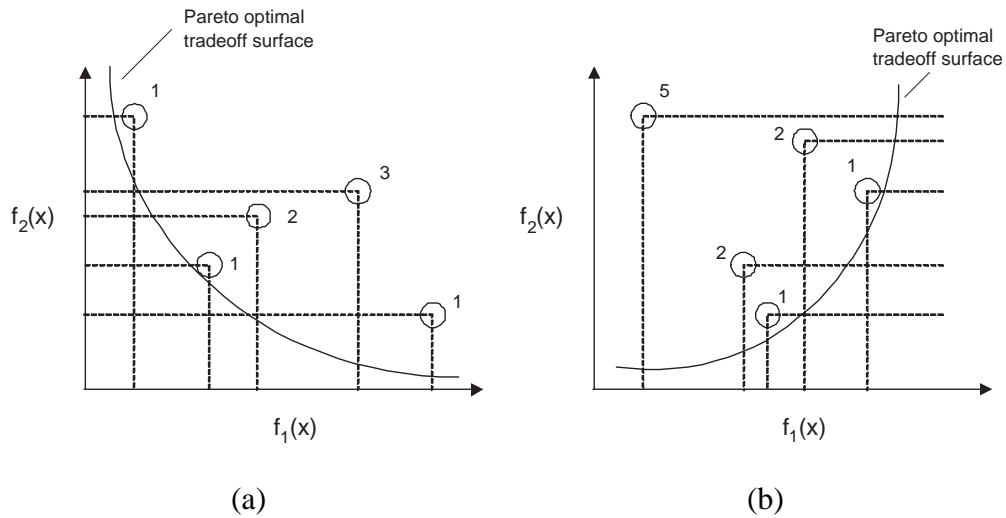 Pareto optimal
tradeoff surface
1
3
2
1
1
f2(x)
f1(x)
(a)
Pareto optimal
tradeoff surface
5
2
1
2
1
f2(x)
f1(x)
(b)